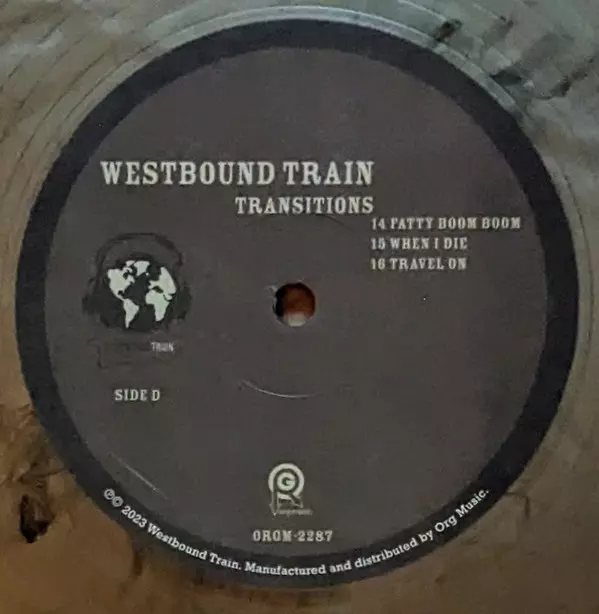 WESTBOUND TRAIN
TRANSITIONS
14 FATTY BOOM BOOM
15 WHEN I DIE
16 TRAVEL ON
TRAIN
SIDE D
ORGM-2287
℗© 2023 Westbound Train. Manufactured and distributed by Org Music.